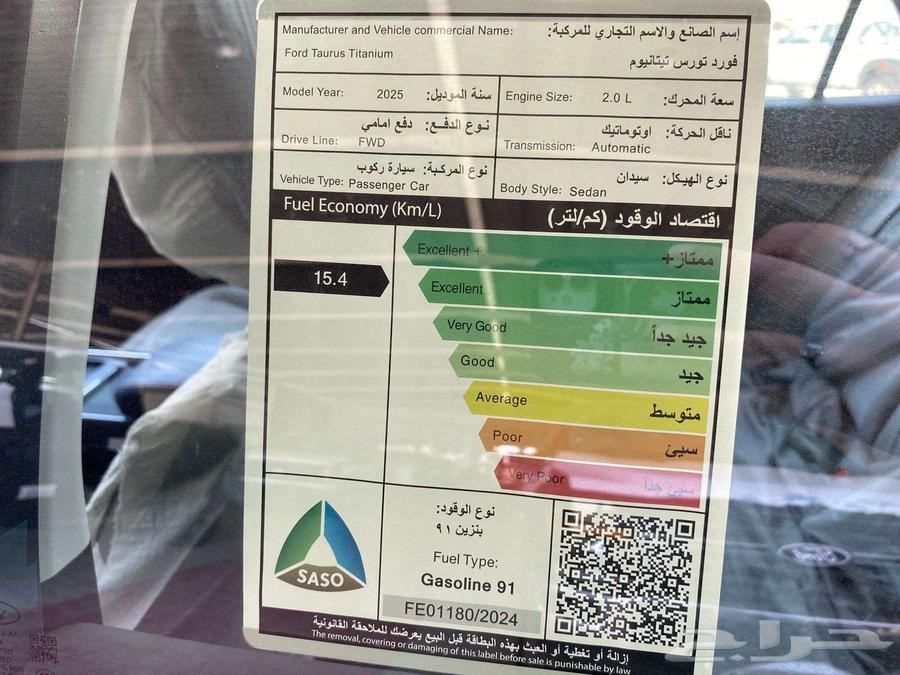 Manufacturer and Vehicle commercial Name: إسم الصانع والاسم التجاري للمركبة:
Ford Taurus Titanium
فورد تورس تيتانيوم
Model Year: 2025 سنة الموديل:
Engine Size: 2.0 L سعة المحرك:
نوع الدفع: دفع امامي
Drive Line: FWD
ناقل الحركة: اوتوماتيك
Transmission: Automatic
نوع المركبة: سيارة ركوب
Vehicle Type: Passenger Car
نوع الهيكل: سيدان
Body Style: Sedan
Fuel Economy (Km/L) اقتصاد الوقود (كم/لتر)
15.4
Excellent + ممتاز+
Excellent ممتاز
Very Good جيد جداً
Good جيد
Average متوسط
Poor سيئ
Very Poor سيئ جداً
SASO
نوع الوقود:
بنزين ٩١
Fuel Type:
Gasoline 91
FE01180/2024
إزالة أو تغطية أو العبث بهذه البطاقة قبل البيع يعرضك للملاحقة القانونية
The removal, covering or damaging of this label before sale is punishable by law
حراج